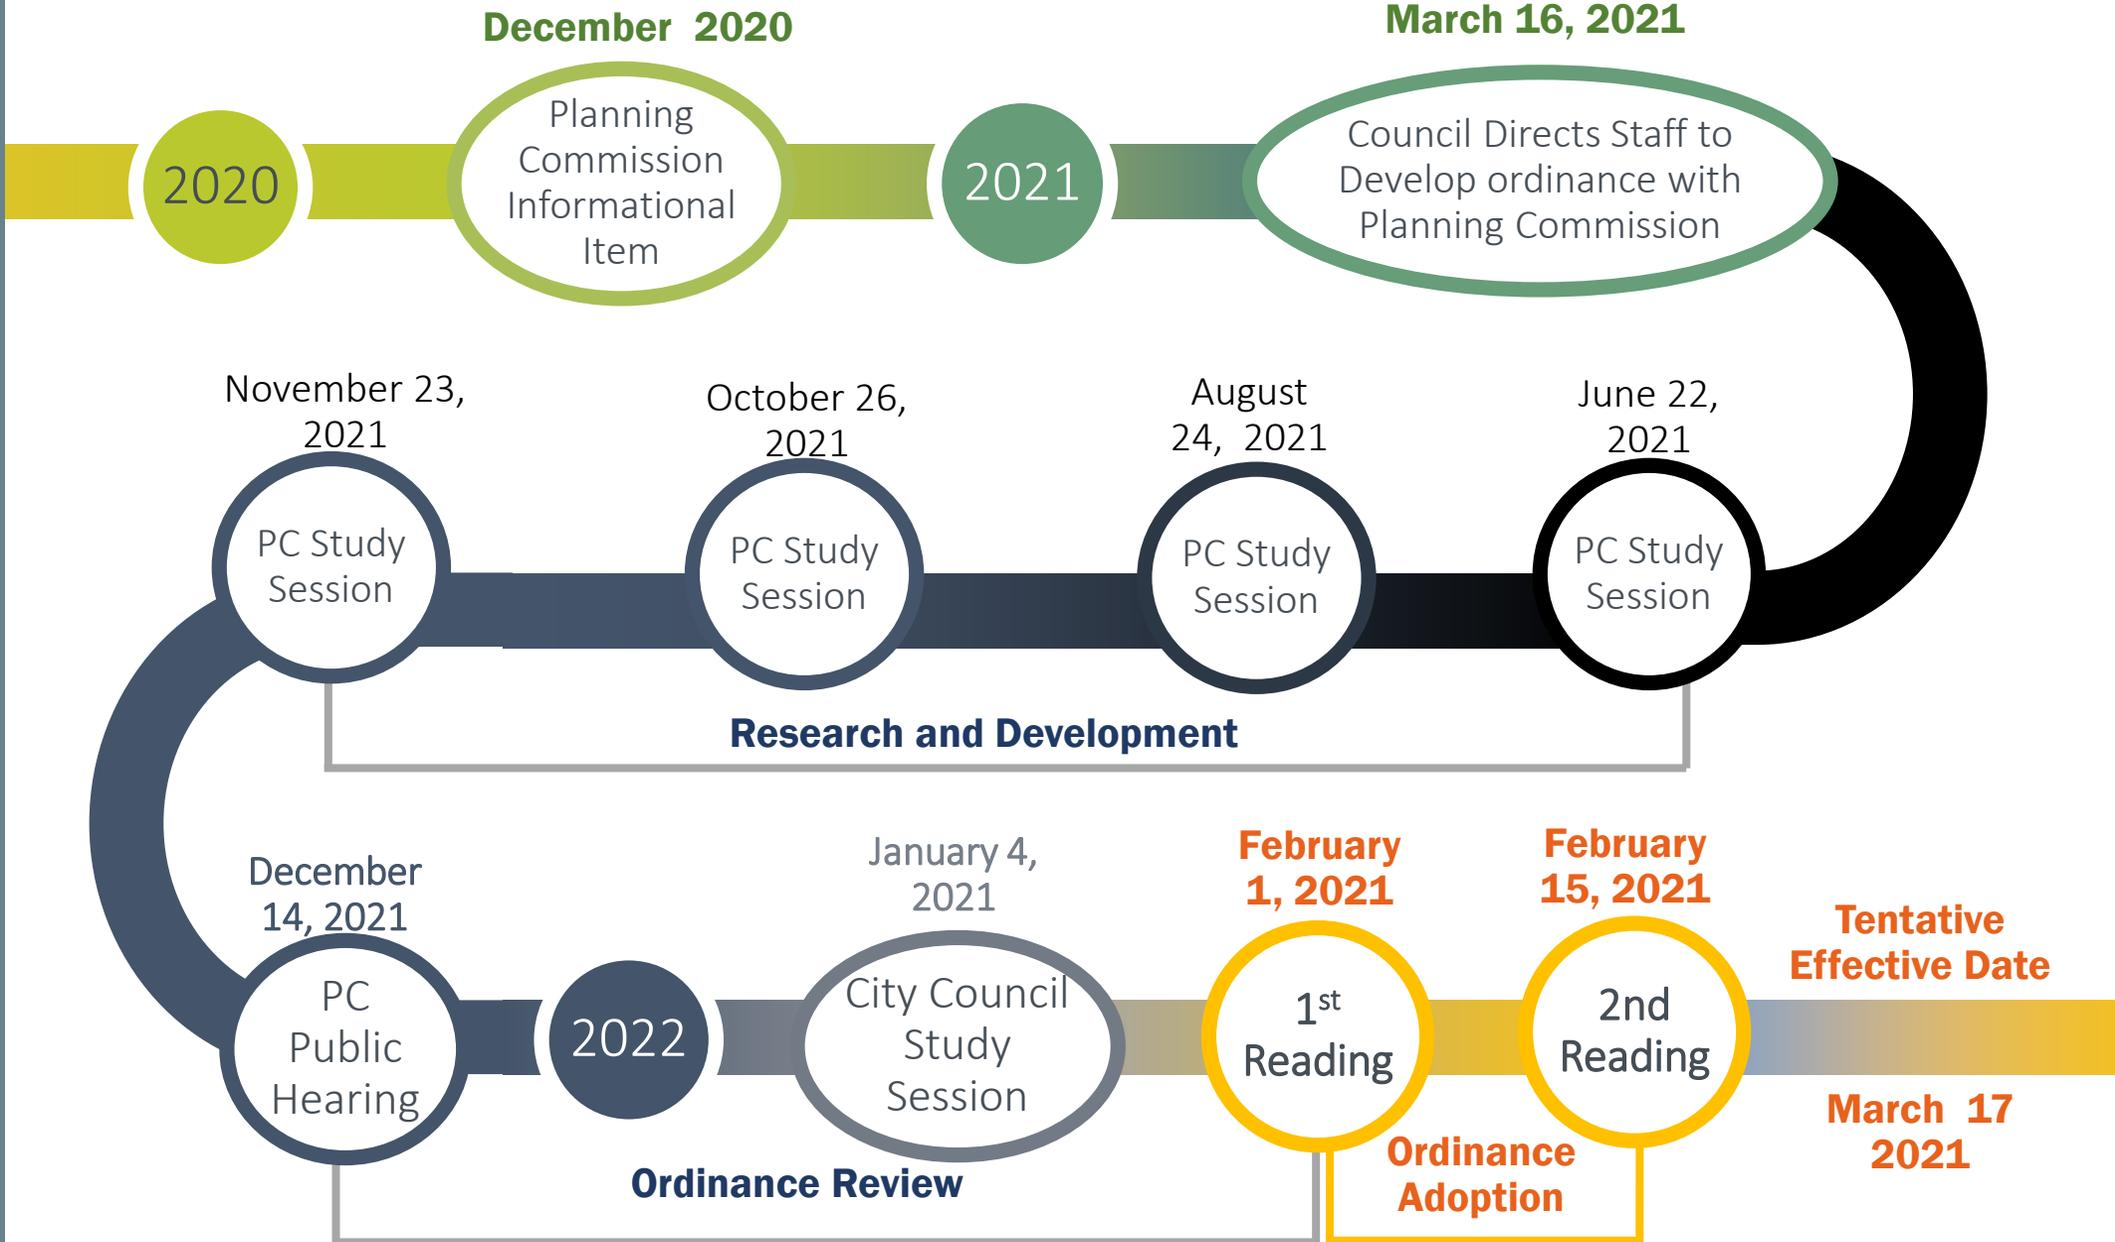 December 2020
March 16, 2021
2020
Planning
Commission
Informational
Item
2021
Council Directs Staff to
Develop ordinance with
Planning Commission
November 23,
2021
October 26,
2021
August
24, 2021
June 22,
2021
PC Study
Session
PC Study
Session
PC Study
Session
PC Study
Session
Research and Development
December
14, 2021
January 4,
2021
February
1, 2021
February
15, 2021
Tentative
Effective Date
PC
Public
Hearing
2022
City Council
Study
Session
1st
Reading
2nd
Reading
March 17
2021
Ordinance Review
Ordinance
Adoption